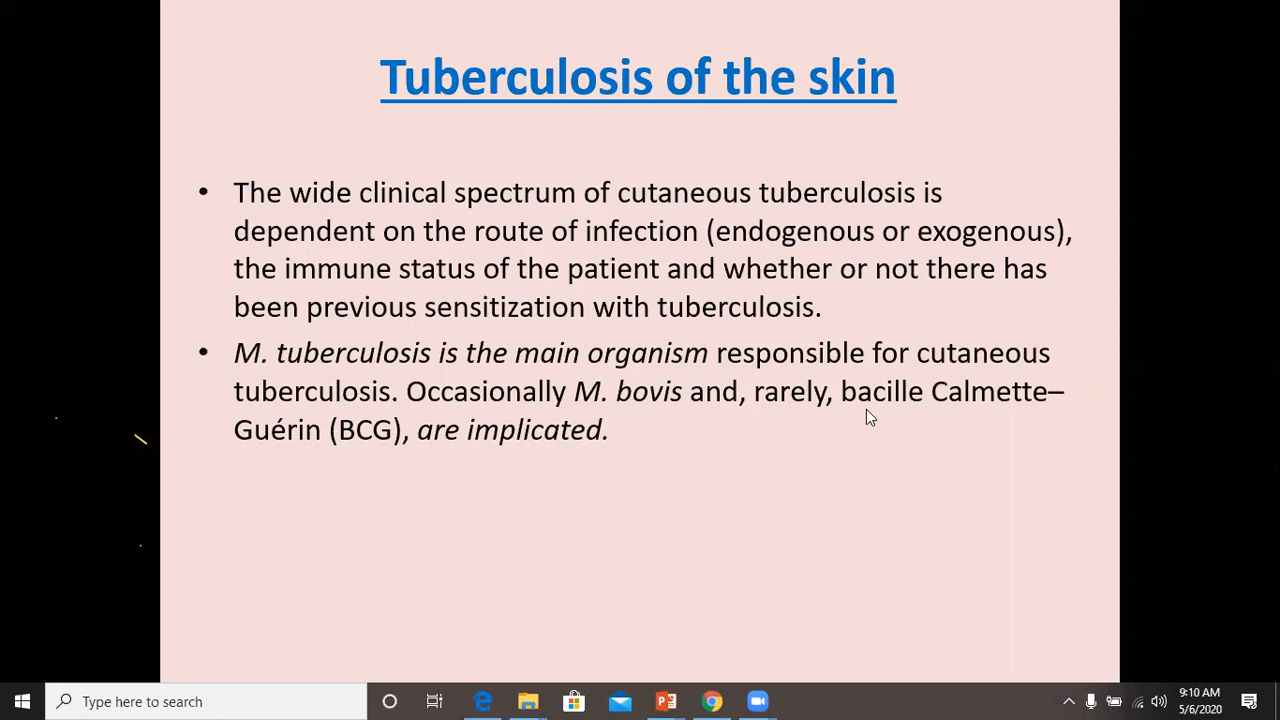 Tuberculosis of the skin
• The wide clinical spectrum of cutaneous tuberculosis is
dependent on the route of infection (endogenous or exogenous),
the immune status of the patient and whether or not there has
been previous sensitization with tuberculosis.
• M. tuberculosis is the main organism responsible for cutaneous
tuberculosis. Occasionally M. bovis and, rarely, bacille Calmette–
Guérin (BCG), are implicated.
Type here to search
9:10 AM
5/6/2020